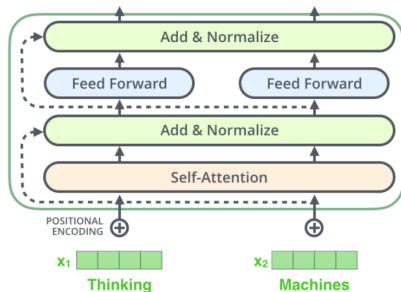 Add & Normalize
Feed Forward Feed Forward
Add & Normalize
Self-Attention
POSITIONAL
ENCODING
x1 x2
Thinking Machines